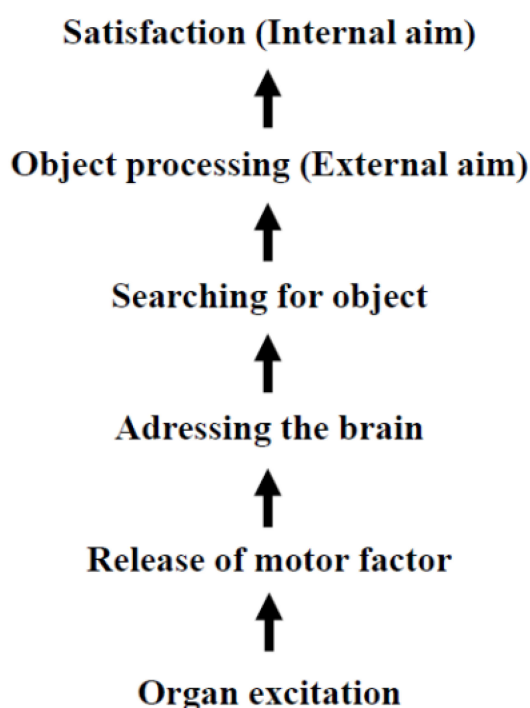 Satisfaction (Internal aim)
Object processing (External aim)
Searching for object
Adressing the brain
Release of motor factor
Organ excitation